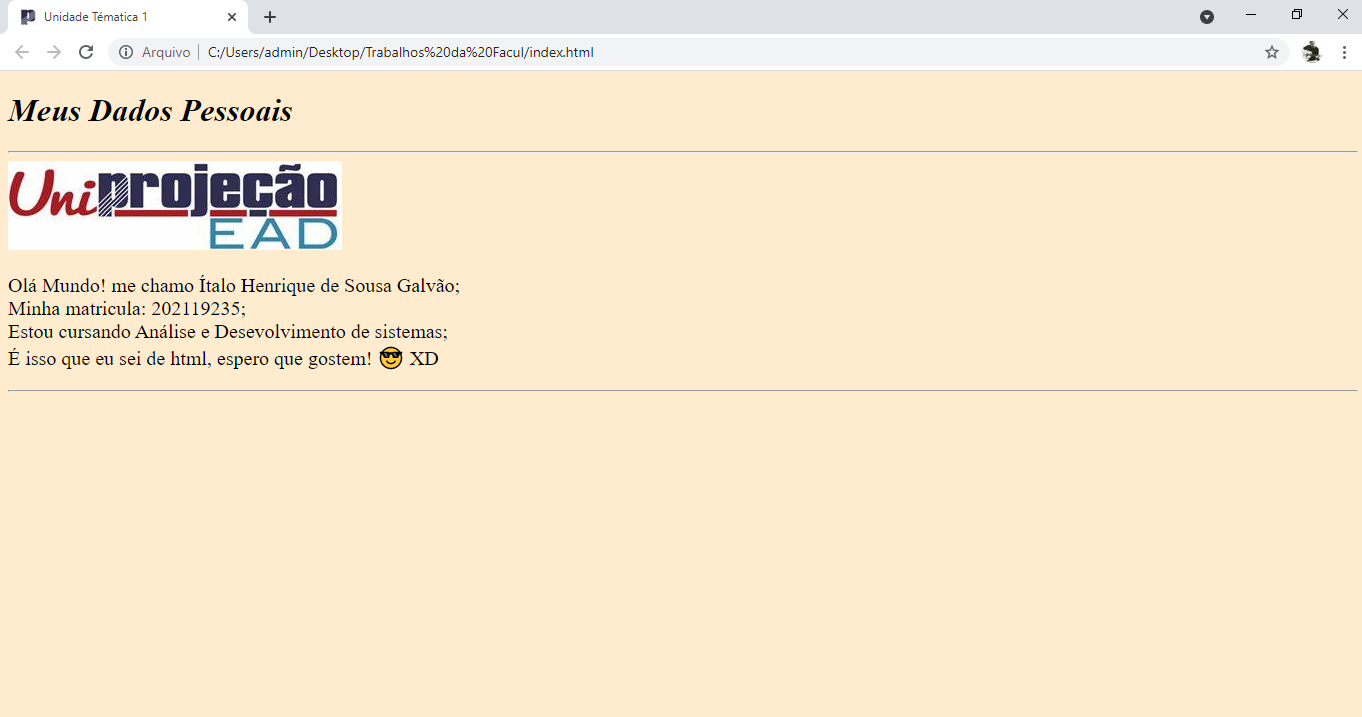 Unidade Tématica 1
Arquivo | C:/Users/admin/Desktop/Trabalhos%20da%20Facul/index.html
Meus Dados Pessoais
Uniprojeção
EAD
Olá Mundo! me chamo Ítalo Henrique de Sousa Galvão;
Minha matricula: 202119235;
Estou cursando Análise e Desevolvimento de sistemas;
É isso que eu sei de html, espero que gostem! 😎 XD